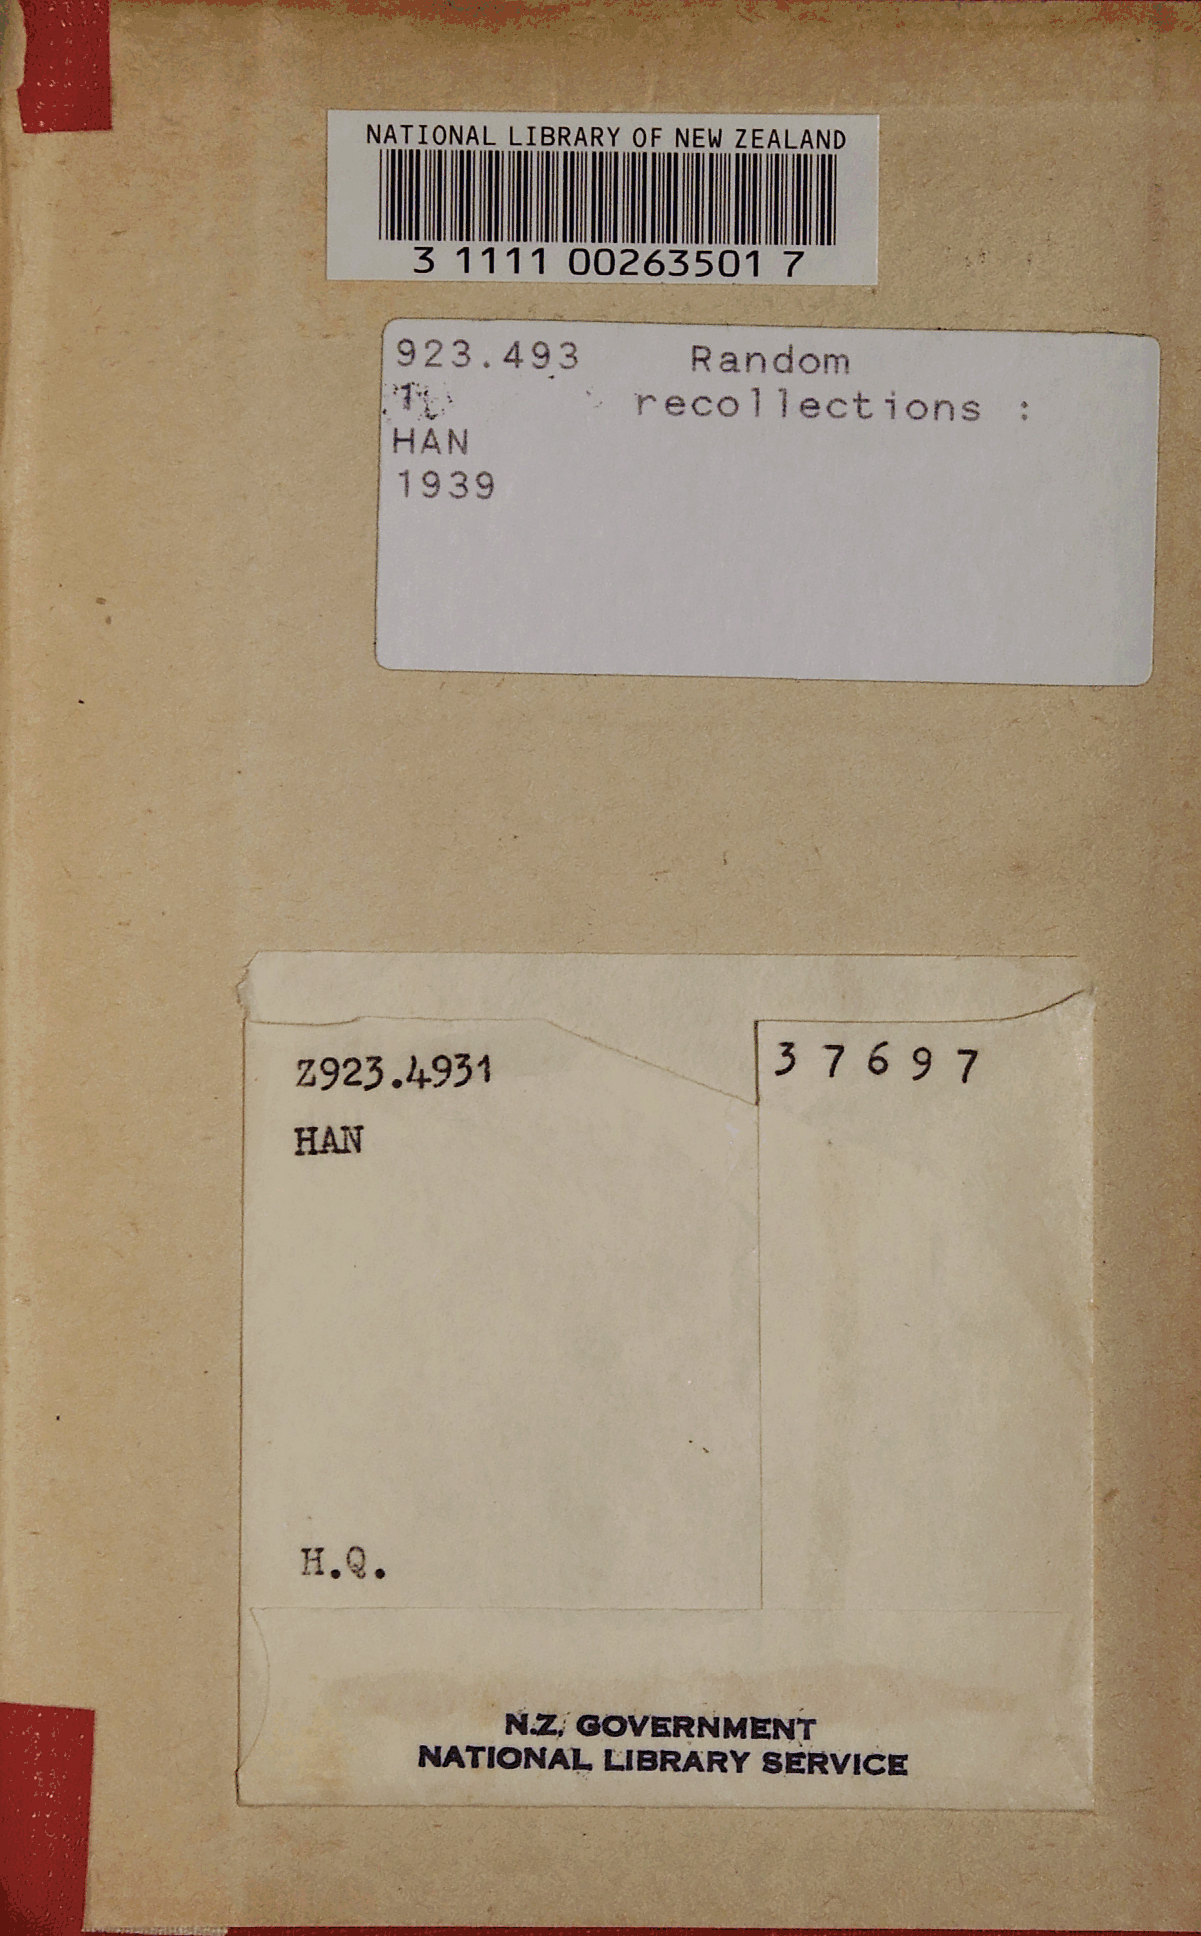 NATIONAL LIBRARY OF NEW ZEALAND
3 1111 00263501 7
923.493 Random
1 recollections :
HAN
1939
Z923.4931
37697
HAN
H.Q.
N.Z. GOVERNMENT
NATIONAL LIBRARY SERVICE